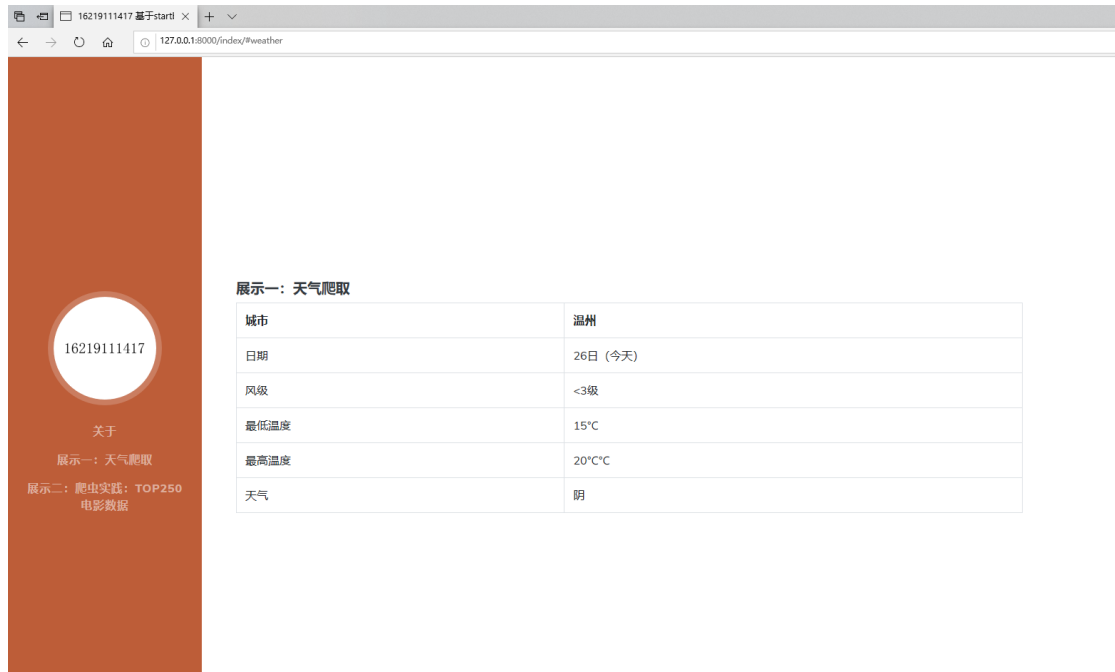 16219111417 基于startl
127.0.0.1:8000/index/#weather
16219111417
关于
展示一：天气爬取
展示二：爬虫实践：TOP250
电影数据
展示一：天气爬取
城市 温州
日期 26日（今天）
风级 <3级
最低温度 15℃
最高温度 20℃℃
天气 阴